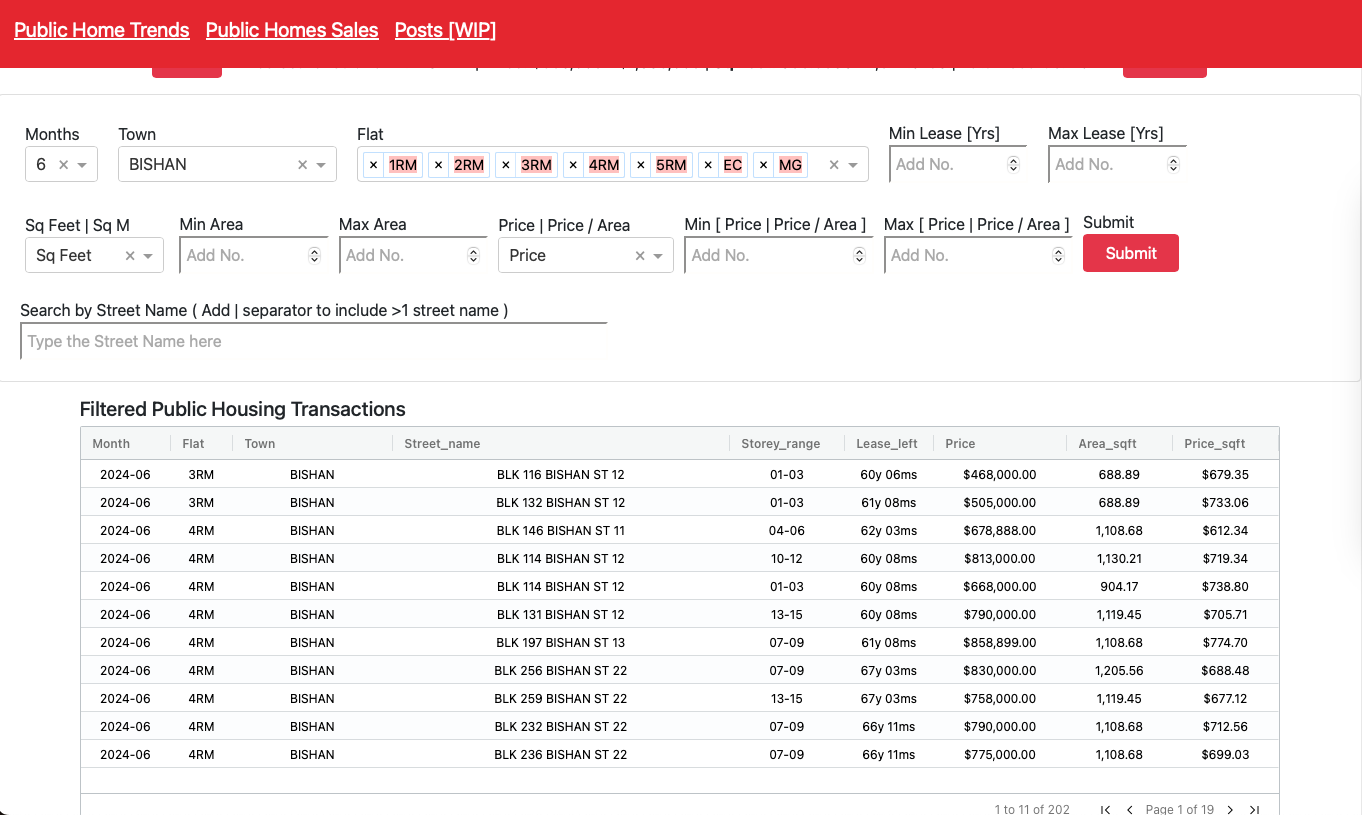 Public Home Trends Public Homes Sales Posts [WIP]
Months Town Flat Min Lease [Yrs] Max Lease [Yrs]
6 × BISHAN × × 1RM × 2RM × 3RM × 4RM × 5RM × EC × MG × Add No. Add No.
Sq Feet | Sq M Min Area Max Area Price | Price / Area Min [ Price | Price / Area ] Max [ Price | Price / Area ] Submit
Sq Feet × Add No. Add No. Price × Add No. Add No. Submit
Search by Street Name ( Add | separator to include >1 street name )
Type the Street Name here
Filtered Public Housing Transactions
Month Flat Town Street_name Storey_range Lease_left Price Area_sqft Price_sqft
2024-06 3RM BISHAN BLK 116 BISHAN ST 12 01-03 60y 06ms $468,000.00 688.89 $679.35
2024-06 3RM BISHAN BLK 132 BISHAN ST 12 01-03 61y 08ms $505,000.00 688.89 $733.06
2024-06 4RM BISHAN BLK 146 BISHAN ST 11 04-06 62y 03ms $678,888.00 1,108.68 $612.34
2024-06 4RM BISHAN BLK 114 BISHAN ST 12 10-12 60y 08ms $813,000.00 1,130.21 $719.34
2024-06 4RM BISHAN BLK 114 BISHAN ST 12 01-03 60y 08ms $668,000.00 904.17 $738.80
2024-06 4RM BISHAN BLK 131 BISHAN ST 12 13-15 60y 08ms $790,000.00 1,119.45 $705.71
2024-06 4RM BISHAN BLK 197 BISHAN ST 13 07-09 61y 08ms $858,899.00 1,108.68 $774.70
2024-06 4RM BISHAN BLK 256 BISHAN ST 22 07-09 67y 03ms $830,000.00 1,205.56 $688.48
2024-06 4RM BISHAN BLK 259 BISHAN ST 22 13-15 67y 03ms $758,000.00 1,119.45 $677.12
2024-06 4RM BISHAN BLK 232 BISHAN ST 22 07-09 66y 11ms $790,000.00 1,108.68 $712.56
2024-06 4RM BISHAN BLK 236 BISHAN ST 22 07-09 66y 11ms $775,000.00 1,108.68 $699.03
1 to 11 of 202 Page 1 of 19